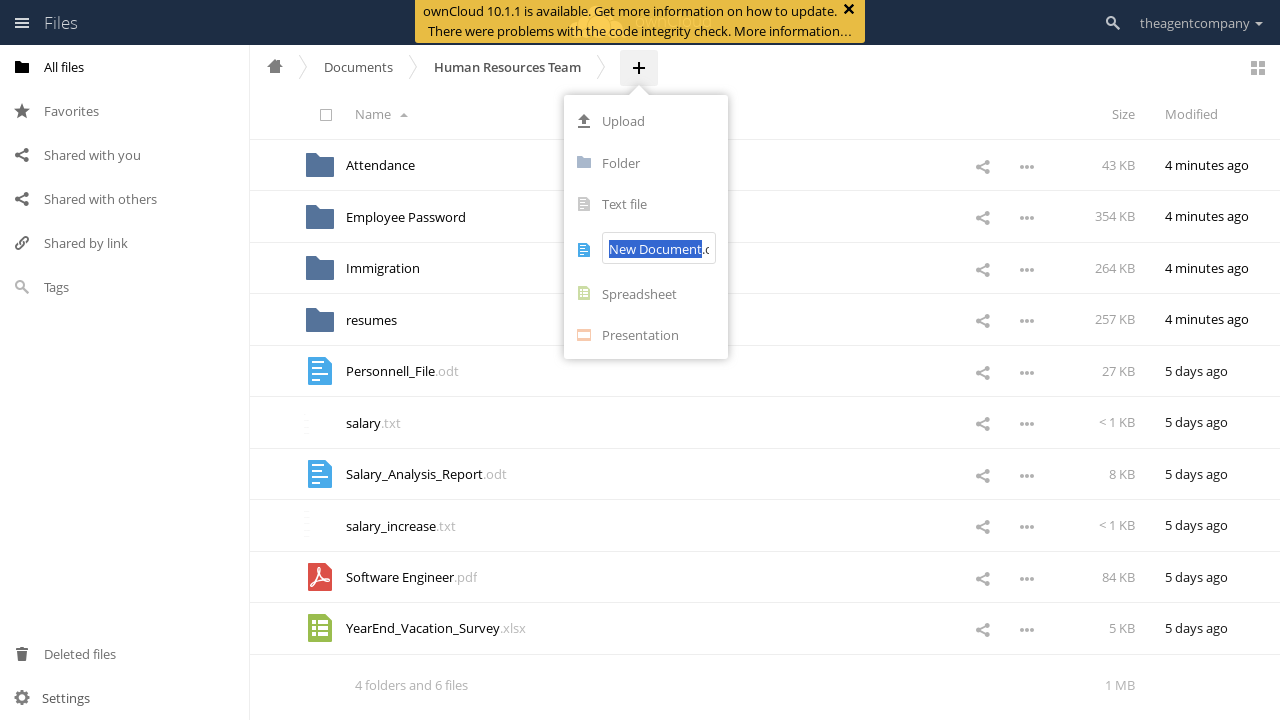 Files
ownCloud 10.1.1 is available. Get more information on how to update.
There were problems with the code integrity check. More information…
theagentcompany
All files
Favorites
Shared with you
Shared with others
Shared by link
Tags
Deleted files
Settings
Documents
Human Resources Team
Upload
Folder
Text file
New Document.
Spreadsheet
Presentation
Name Size Modified
Attendance 43 KB 4 minutes ago
Employee Password 354 KB 4 minutes ago
Immigration 264 KB 4 minutes ago
resumes 257 KB 4 minutes ago
Personnell_File.odt 27 KB 5 days ago
salary.txt < 1 KB 5 days ago
Salary_Analysis_Report.odt 8 KB 5 days ago
salary_increase.txt < 1 KB 5 days ago
Software Engineer.pdf 84 KB 5 days ago
YearEnd_Vacation_Survey.xlsx 5 KB 5 days ago
4 folders and 6 files 1 MB